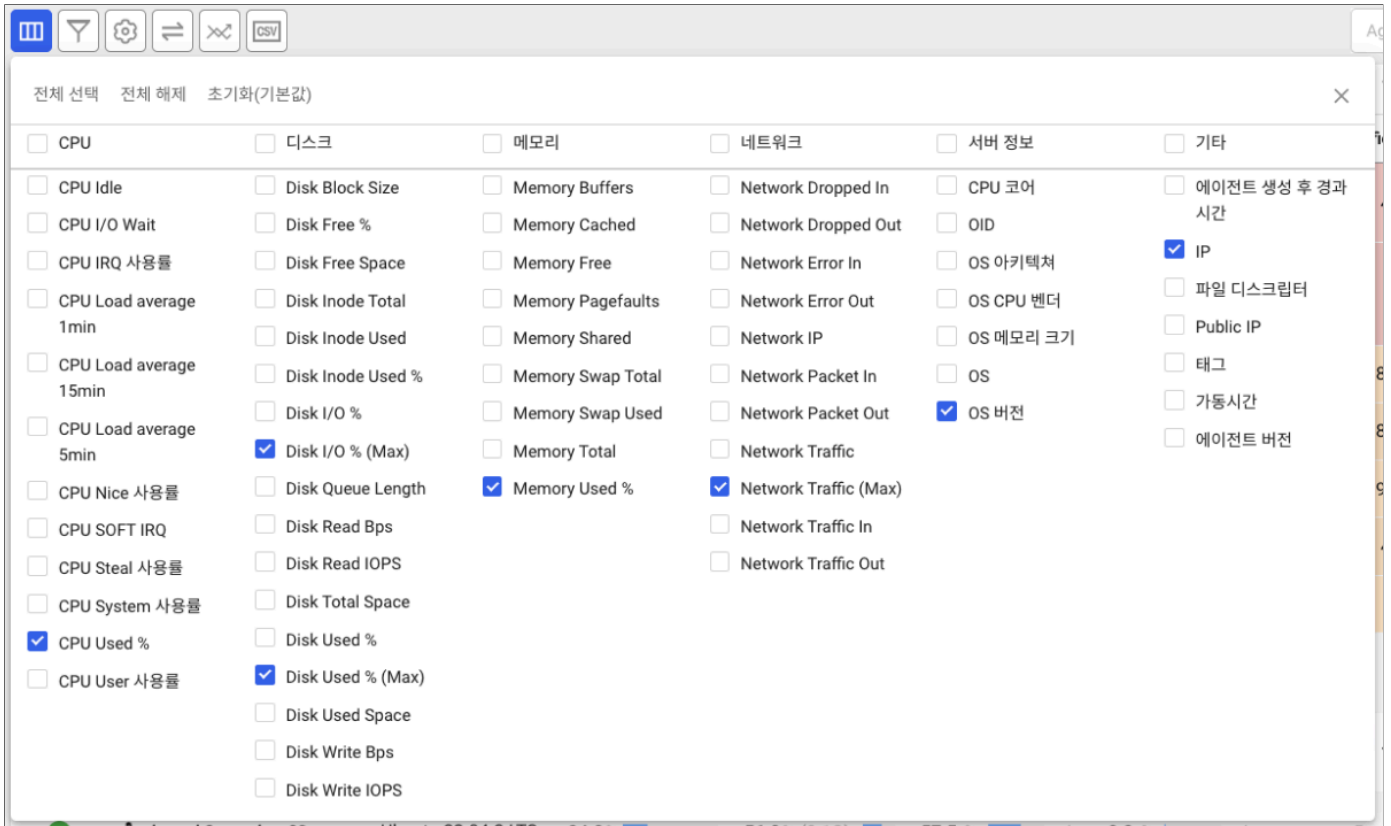 CSV
전체 선택 전체 해제 초기화(기본값)
CPU
CPU Idle
CPU I/O Wait
CPU IRQ 사용률
CPU Load average
1min
CPU Load average
15min
CPU Load average
5min
CPU Nice 사용률
CPU SOFT IRQ
CPU Steal 사용률
CPU System 사용률
CPU Used %
CPU User 사용률
디스크
Disk Block Size
Disk Free %
Disk Free Space
Disk Inode Total
Disk Inode Used
Disk Inode Used %
Disk I/O %
Disk I/O % (Max)
Disk Queue Length
Disk Read Bps
Disk Read IOPS
Disk Total Space
Disk Used %
Disk Used % (Max)
Disk Used Space
Disk Write Bps
Disk Write IOPS
메모리
Memory Buffers
Memory Cached
Memory Free
Memory Pagefaults
Memory Shared
Memory Swap Total
Memory Swap Used
Memory Total
Memory Used %
네트워크
Network Dropped In
Network Dropped Out
Network Error In
Network Error Out
Network IP
Network Packet In
Network Packet Out
Network Traffic
Network Traffic (Max)
Network Traffic In
Network Traffic Out
서버 정보
CPU 코어
OID
OS 아키텍쳐
OS CPU 벤더
OS 메모리 크기
OS
OS 버전
기타
에이전트 생성 후 경과
시간
IP
파일 디스크립터
Public IP
태그
가동시간
에이전트 버전